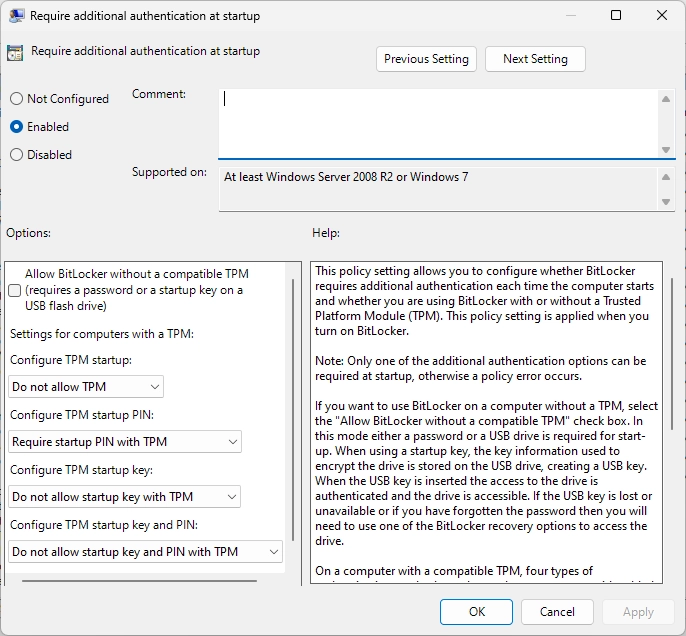 Require additional authentication at startup
Require additional authentication at startup
Previous Setting
Next Setting
Not Configured
Enabled
Disabled
Comment:
Supported on:
At least Windows Server 2008 R2 or Windows 7
Options:
Help:
Allow BitLocker without a compatible TPM
(requires a password or a startup key on a
USB flash drive)
Settings for computers with a TPM:
Configure TPM startup:
Do not allow TPM
Configure TPM startup PIN:
Require startup PIN with TPM
Configure TPM startup key:
Do not allow startup key with TPM
Configure TPM startup key and PIN:
Do not allow startup key and PIN with TPM
This policy setting allows you to configure whether BitLocker
requires additional authentication each time the computer starts
and whether you are using BitLocker with or without a Trusted
Platform Module (TPM). This policy setting is applied when you
turn on BitLocker.
Note: Only one of the additional authentication options can be
required at startup, otherwise a policy error occurs.
If you want to use BitLocker on a computer without a TPM, select
the "Allow BitLocker without a compatible TPM" check box. In
this mode either a password or a USB drive is required for start-
up. When using a startup key, the key information used to
encrypt the drive is stored on the USB drive, creating a USB key.
When the USB key is inserted the access to the drive is
authenticated and the drive is accessible. If the USB key is lost or
unavailable or if you have forgotten the password then you will
need to use one of the BitLocker recovery options to access the
drive.
On a computer with a compatible TPM, four types of
OK
Cancel
Apply